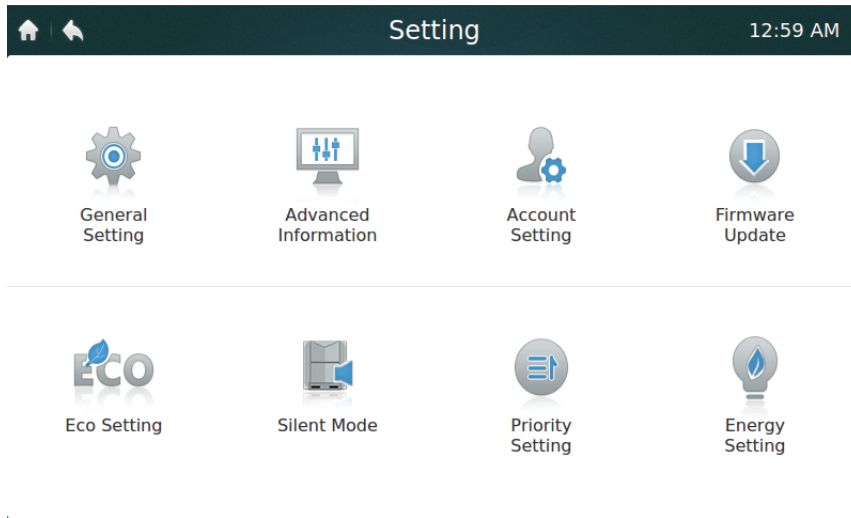 Setting
12:59 AM
General
Setting
Advanced
Information
Account
Setting
Firmware
Update
ECO
Eco Setting
Silent Mode
Priority
Setting
Energy
Setting